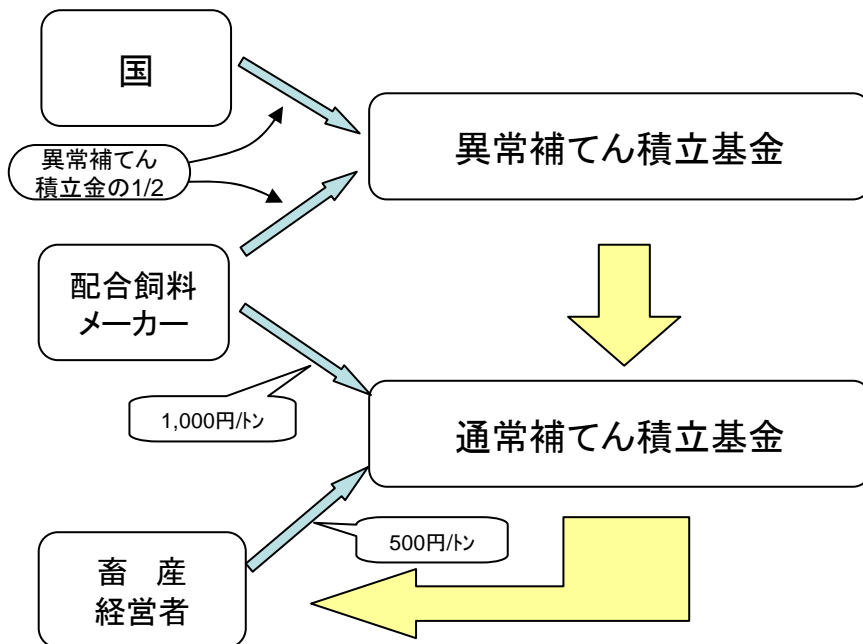 国
異常補てん積立基金
異常補てん
積立金の1/2
配合飼料
メーカー
1,000円/ﾄﾝ
通常補てん積立基金
500円/ﾄﾝ
畜　産
経営者